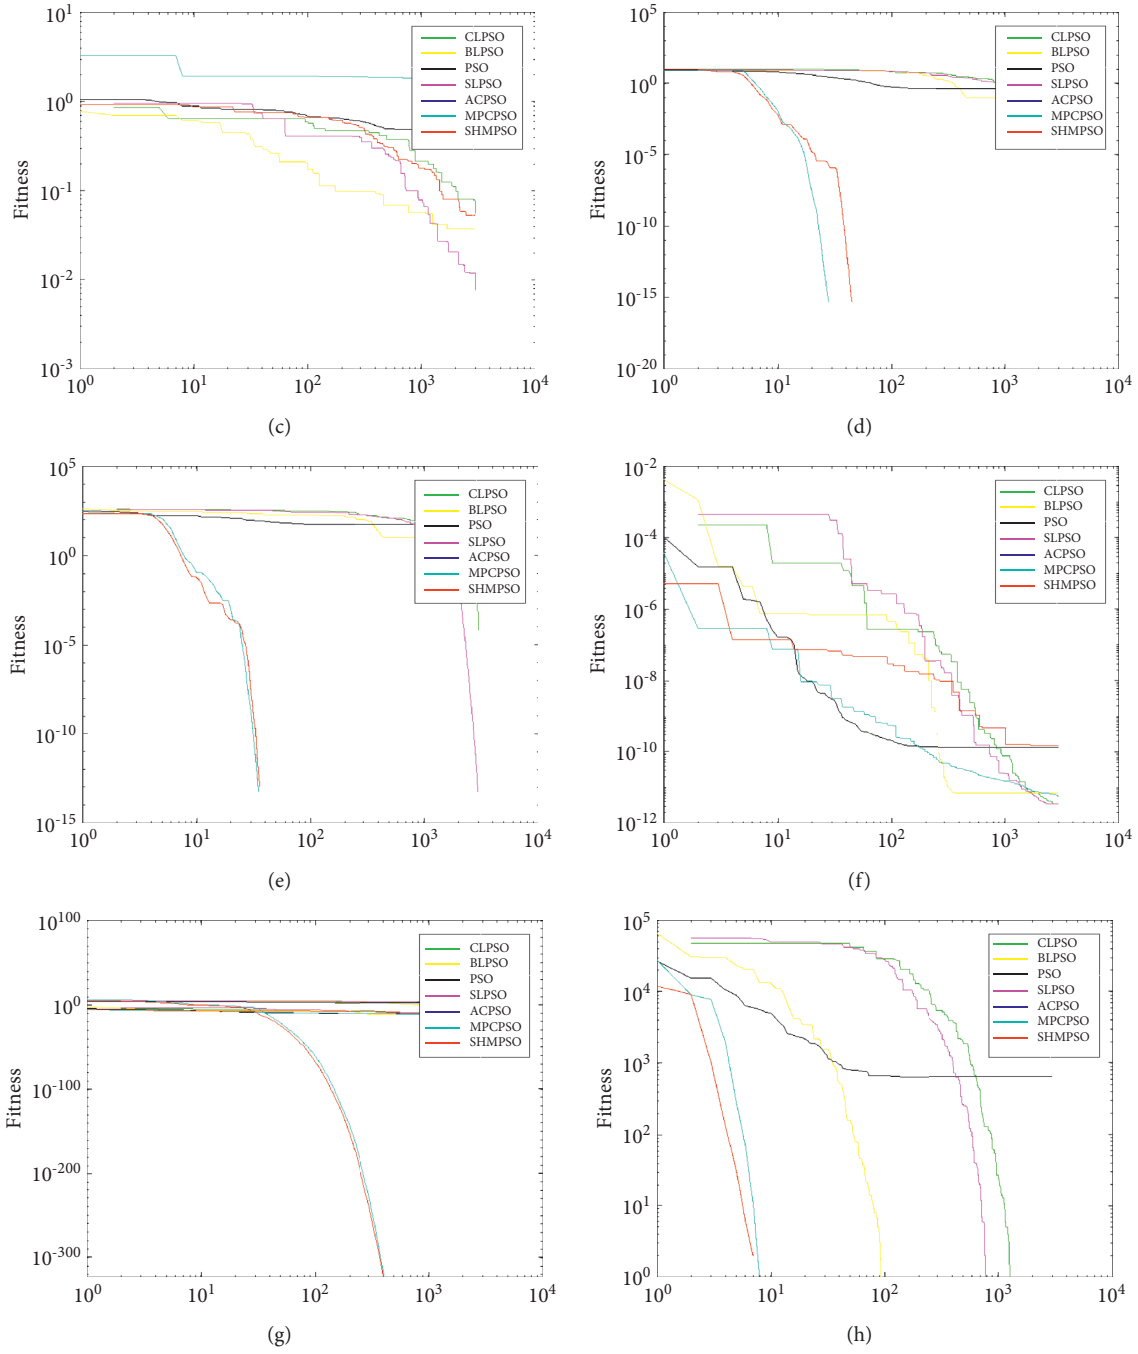 10^1
10^0
10^-1
10^-2
10^-3
Fitness
10^0 10^1 10^2 10^3 10^4
CLPSO
BLPSO
PSO
SLPSO
ACPSO
MPCPSO
SHMPSO
(c)
10^5
10^0
10^-5
10^-10
10^-15
10^-20
Fitness
10^0 10^1 10^2 10^3 10^4
CLPSO
BLPSO
PSO
SLPSO
ACPSO
MPCPSO
SHMPSO
(d)
10^5
10^0
10^-5
10^-10
10^-15
Fitness
10^0 10^1 10^2 10^3 10^4
CLPSO
BLPSO
PSO
SLPSO
ACPSO
MPCPSO
SHMPSO
(e)
10^-2
10^-4
10^-6
10^-8
10^-10
10^-12
Fitness
10^0 10^1 10^2 10^3 10^4
CLPSO
BLPSO
PSO
SLPSO
ACPSO
MPCPSO
SHMPSO
(f)
10^100
10^0
10^-100
10^-200
10^-300
Fitness
10^0 10^1 10^2 10^3 10^4
CLPSO
BLPSO
PSO
SLPSO
ACPSO
MPCPSO
SHMPSO
(g)
10^5
10^4
10^3
10^2
10^1
10^0
Fitness
10^0 10^1 10^2 10^3 10^4
CLPSO
BLPSO
PSO
SLPSO
ACPSO
MPCPSO
SHMPSO
(h)